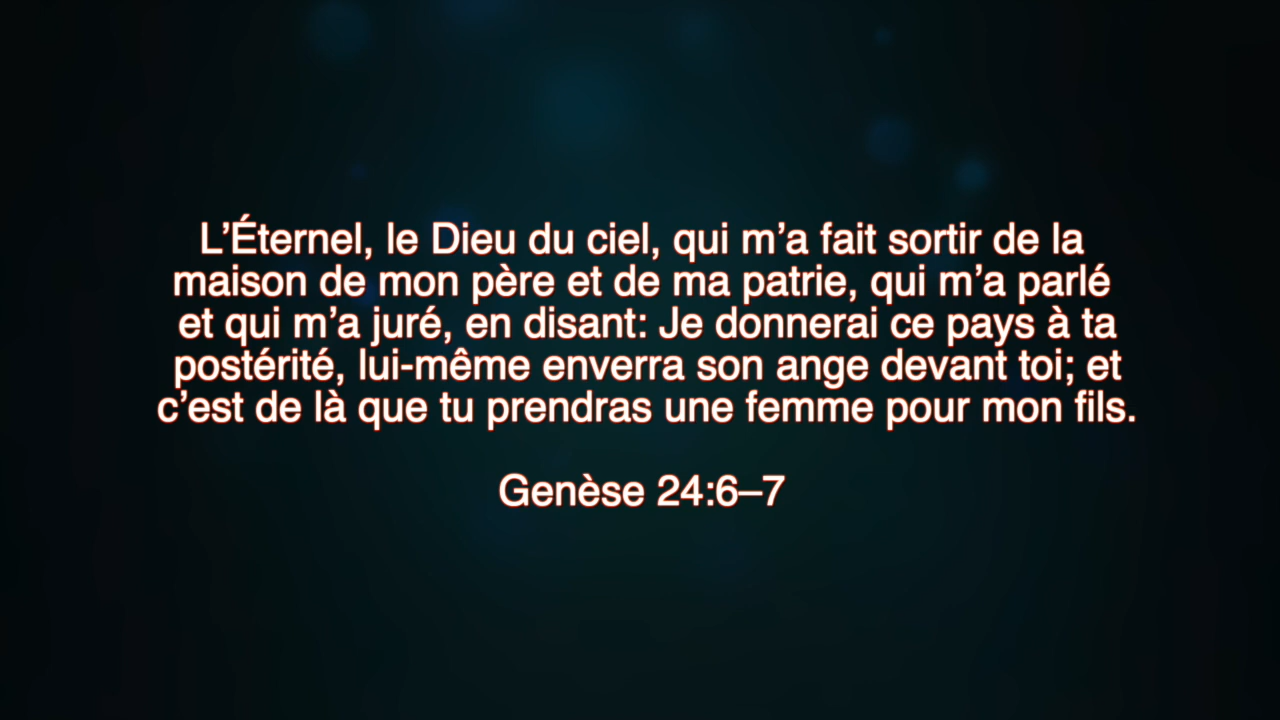 L’Éternel, le Dieu du ciel, qui m’a fait sortir de la
maison de mon père et de ma patrie, qui m’a parlé
et qui m’a juré, en disant: Je donnerai ce pays à ta
postérité, lui-même enverra son ange devant toi; et
c’est de là que tu prendras une femme pour mon fils.
Genèse 24:6–7